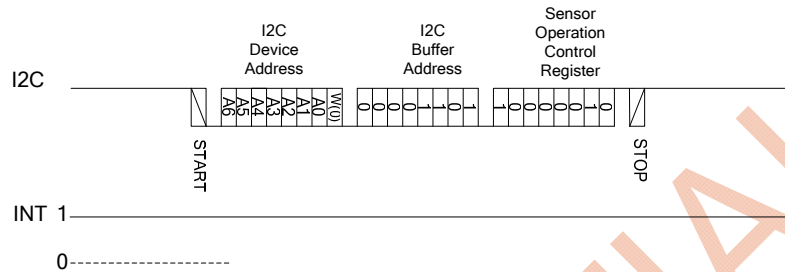 Sensor
I2C
I2C
Operation
Device
Buffer
Control
Address
Address
Register
I2C
A6 A5 A4 A3 A2 A1 A0 W(0)
0 0 0 0 1 1 0 1
1 0 0 0 0 0 1 0
START
STOP
INT 1
0